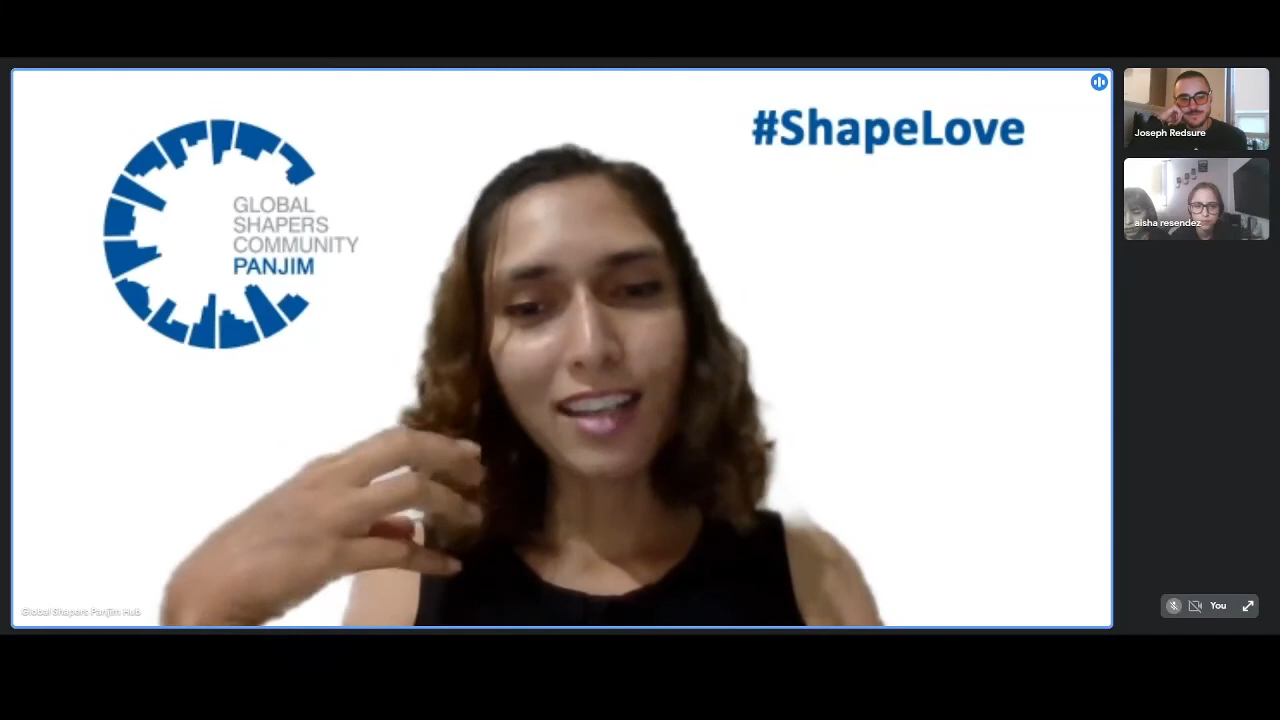 #ShapeLove
GLOBAL
SHAPERS
COMMUNITY
PANJIM
Global Shapers Panjim Hub
Joseph Redsure
aisha resendez
You